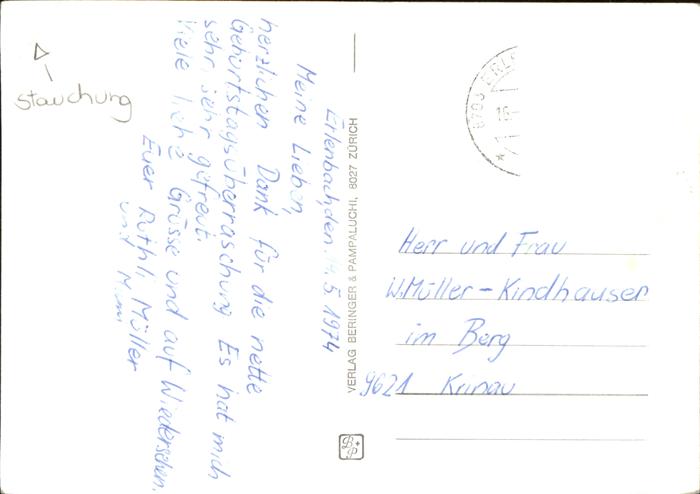 Erlenbach, den 14.5.1974
Meine Lieben,
herzlichen Dank für die nette
Geburtstagsüberraschung Es hat mich
sehr, sehr gefreut.
Viele liebe Grüsse und auf Wiedersehen.
Euer Ruthli Müller
und
Stauchung
VERLAG BERINGER & PAMPALUCHI, 8027 ZÜRICH
B+P
Herr und Frau
W. Müller - Kindhauser
im Berg
9621 Krinau